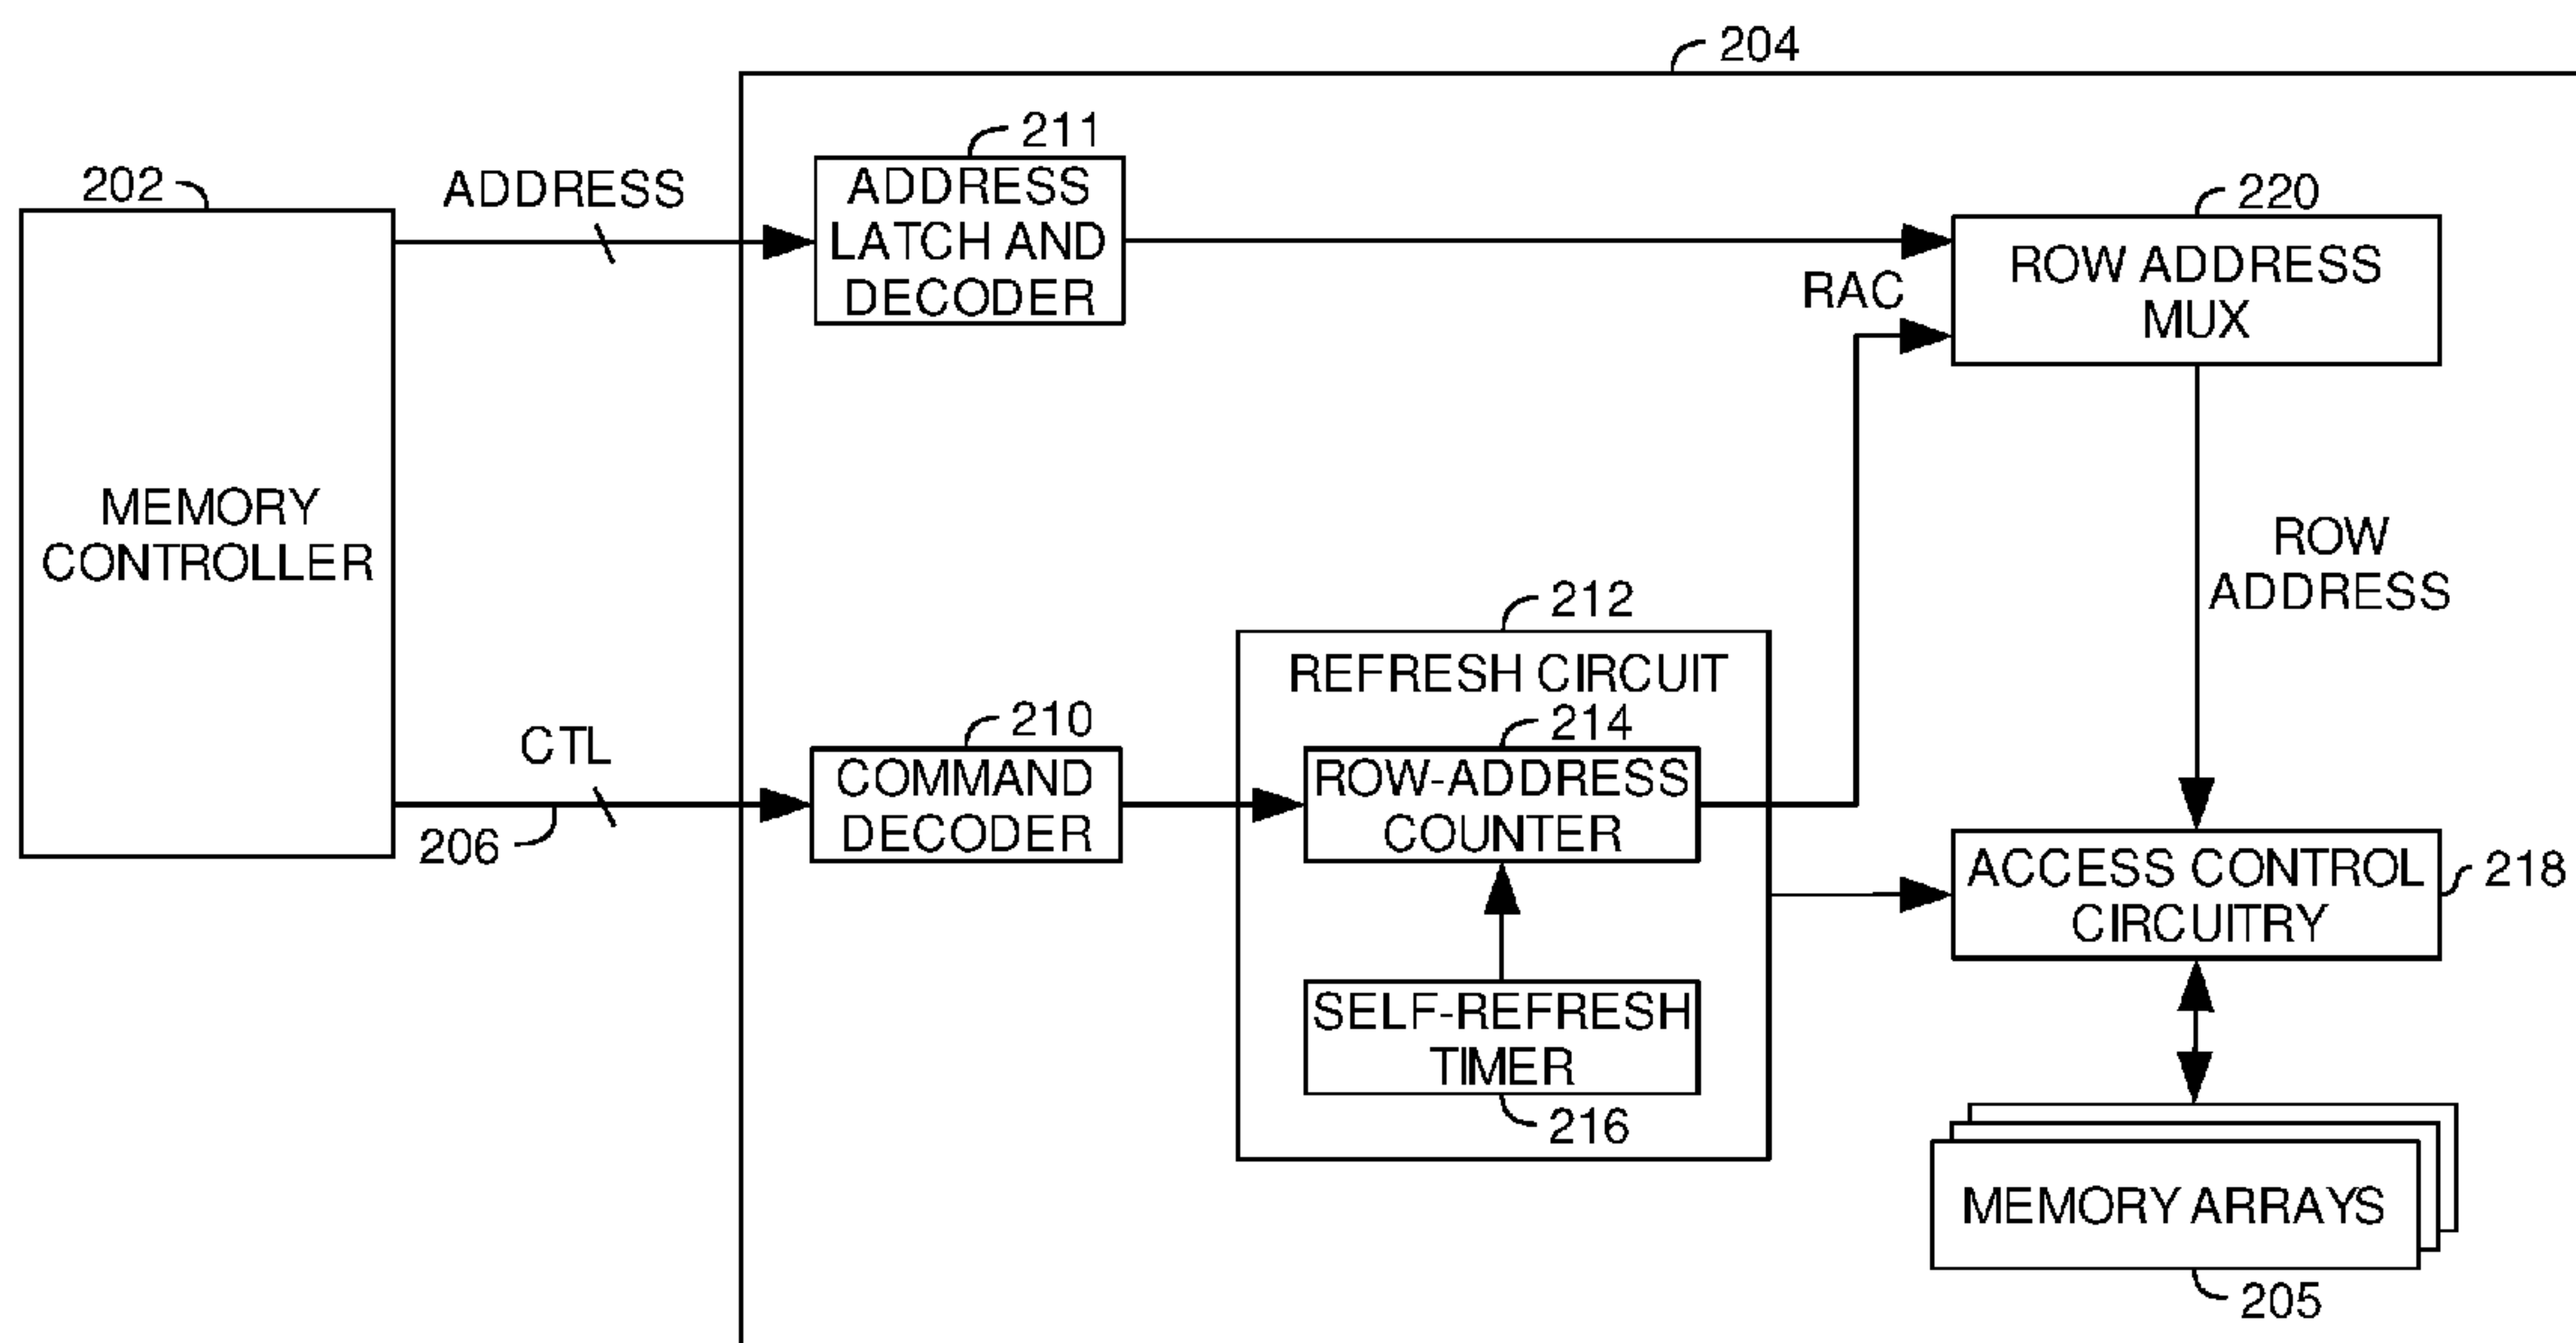 204
211
202
ADDRESS
ADDRESS
LATCH AND
DECODER
220
ROW ADDRESS
MUX
RAC
MEMORY
CONTROLLER
ROW
ADDRESS
212
REFRESH CIRCUIT
CTL
206
210
COMMAND
DECODER
214
ROW-ADDRESS
COUNTER
ACCESS CONTROL
CIRCUITRY
218
SELF-REFRESH
TIMER
216
MEMORY ARRAYS
205